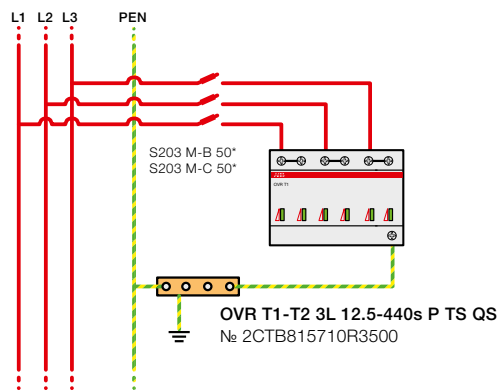 L1 L2 L3 PEN
S203 M-B 50*
S203 M-C 50*
ABB
OVR T1
OVR T1-T2 3L 12.5-440s P TS QS
№ 2CTB815710R3500